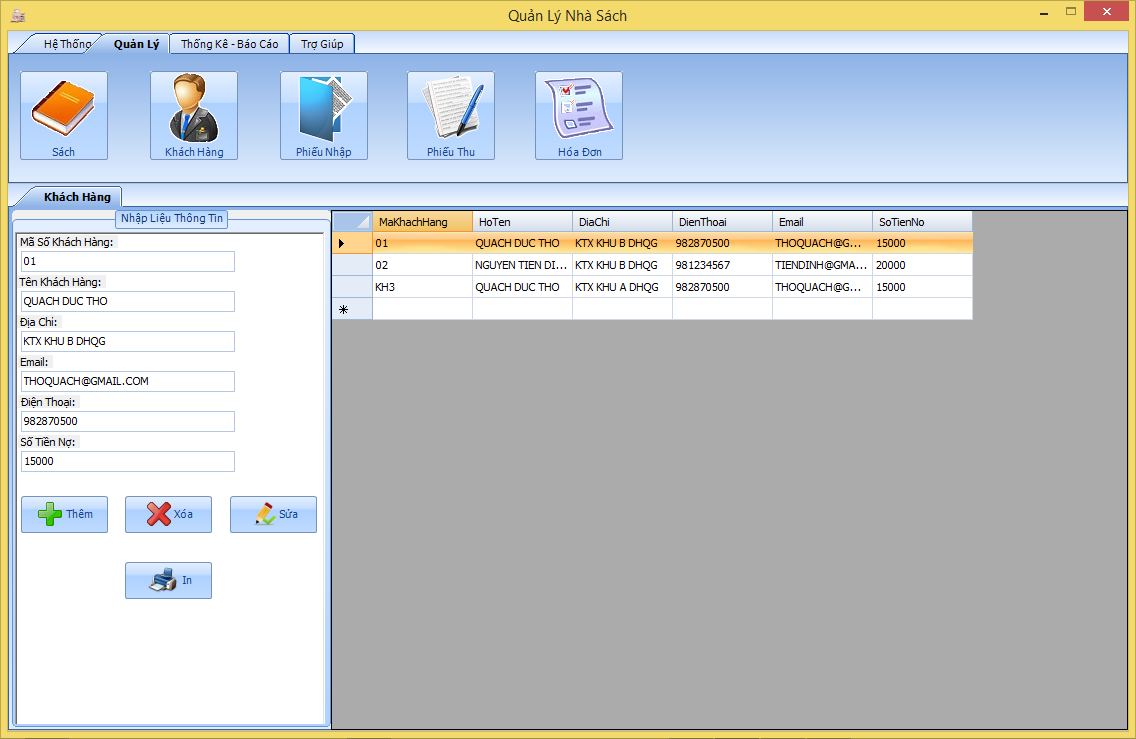 Quản Lý Nhà Sách
Hệ Thống Quản Lý Thống Kê - Báo Cáo Trợ Giúp
Sách Khách Hàng Phiếu Nhập Phiếu Thu Hóa Đơn
Khách Hàng
Nhập Liệu Thông Tin
Mã Số Khách Hàng:
01
Tên Khách Hàng:
QUACH DUC THO
Địa Chỉ:
KTX KHU B DHQG
Email:
THOQUACH@GMAIL.COM
Điện Thoại:
982870500
Số Tiền Nợ:
15000
Thêm Xóa Sửa
In
MaKhachHang HoTen DiaChi DienThoai Email SoTienNo
01 QUACH DUC THO KTX KHU B DHQG 982870500 THOQUACH@G... 15000
02 NGUYEN TIEN DI... KTX KHU B DHQG 981234567 TIENDINH@GMA... 20000
KH3 QUACH DUC THO KTX KHU A DHQG 982870500 THOQUACH@G... 15000